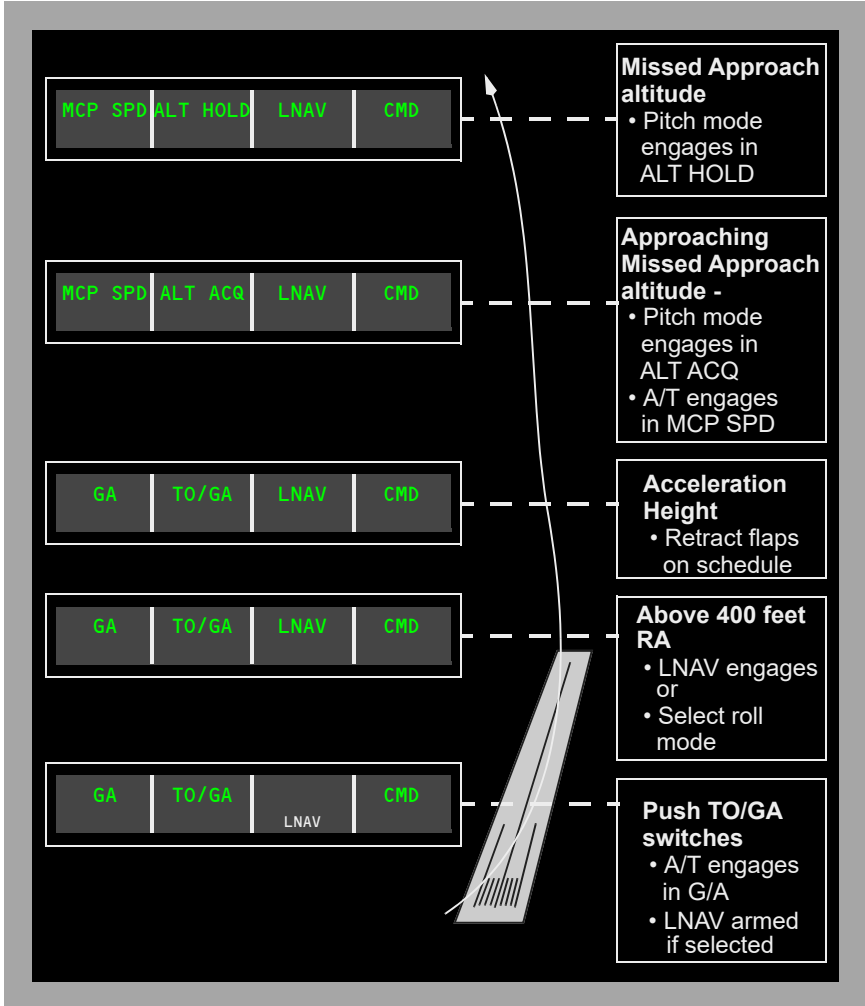 MCP SPD ALT HOLD LNAV CMD
Missed Approach
altitude
• Pitch mode
engages in
ALT HOLD
MCP SPD ALT ACQ LNAV CMD
Approaching
Missed Approach
altitude -
• Pitch mode
engages in
ALT ACQ
• A/T engages
in MCP SPD
GA TO/GA LNAV CMD
Acceleration
Height
• Retract flaps
on schedule
GA TO/GA LNAV CMD
Above 400 feet
RA
• LNAV engages
or
• Select roll
mode
GA TO/GA CMD
LNAV
Push TO/GA
switches
• A/T engages
in G/A
• LNAV armed
if selected